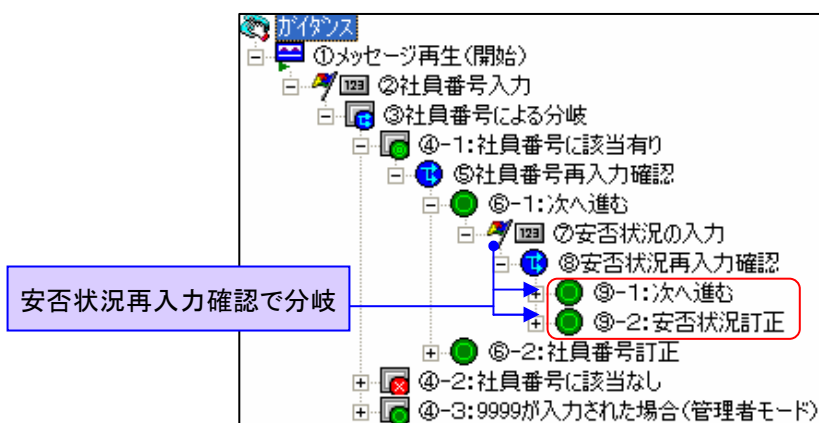 ガイダンス
①メッセージ再生(開始)
123 ②社員番号入力
③社員番号による分岐
④-1:社員番号に該当有り
⑤社員番号再入力確認
⑥-1:次へ進む
123 ⑦安否状況の入力
⑧安否状況再入力確認
安否状況再入力確認で分岐
⑨-1:次へ進む
⑨-2:安否状況訂正
⑥-2:社員番号訂正
④-2:社員番号に該当なし
④-3:9999が入力された場合(管理者モード)